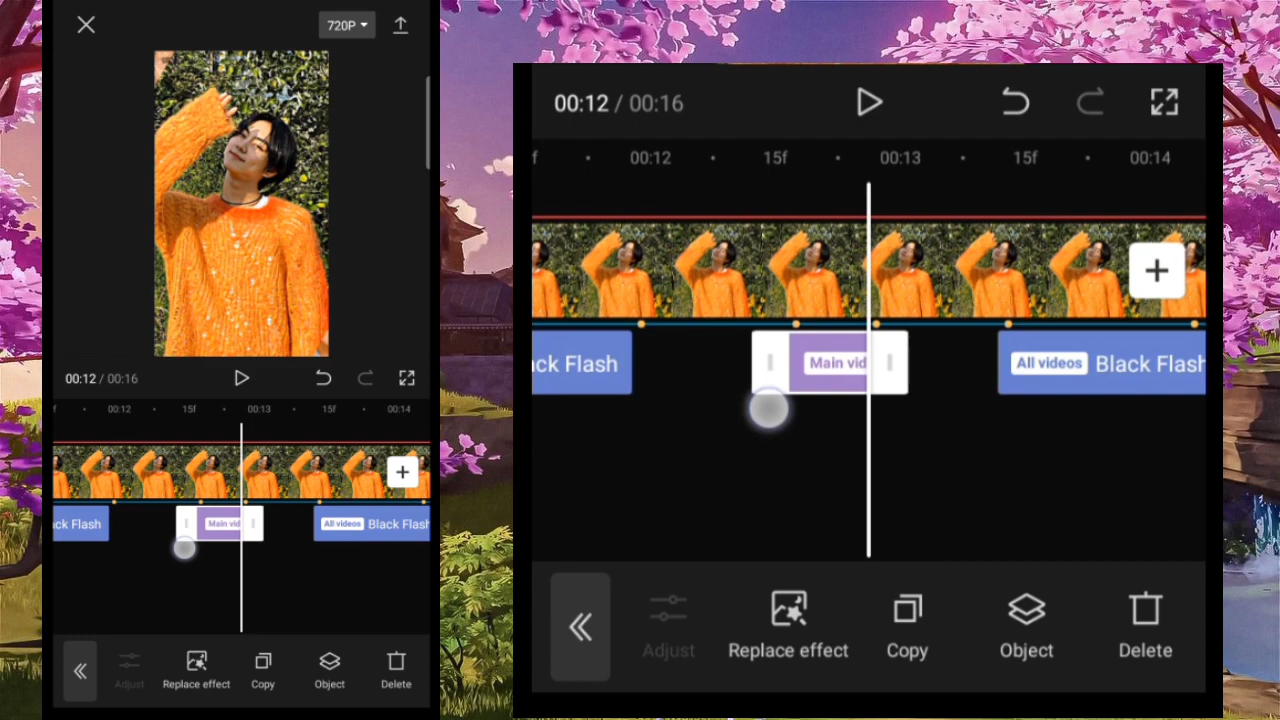 720P
00:12 / 00:16
f 00:12 15f 00:13 15f 00:14
ck Flash Main vid All videos Black Flash
Adjust Replace effect Copy Object Delete
00:12 / 00:16
f 00:12 15f 00:13 15f 00:14
ck Flash Main vid All videos Black Flash
Adjust Replace effect Copy Object Delete